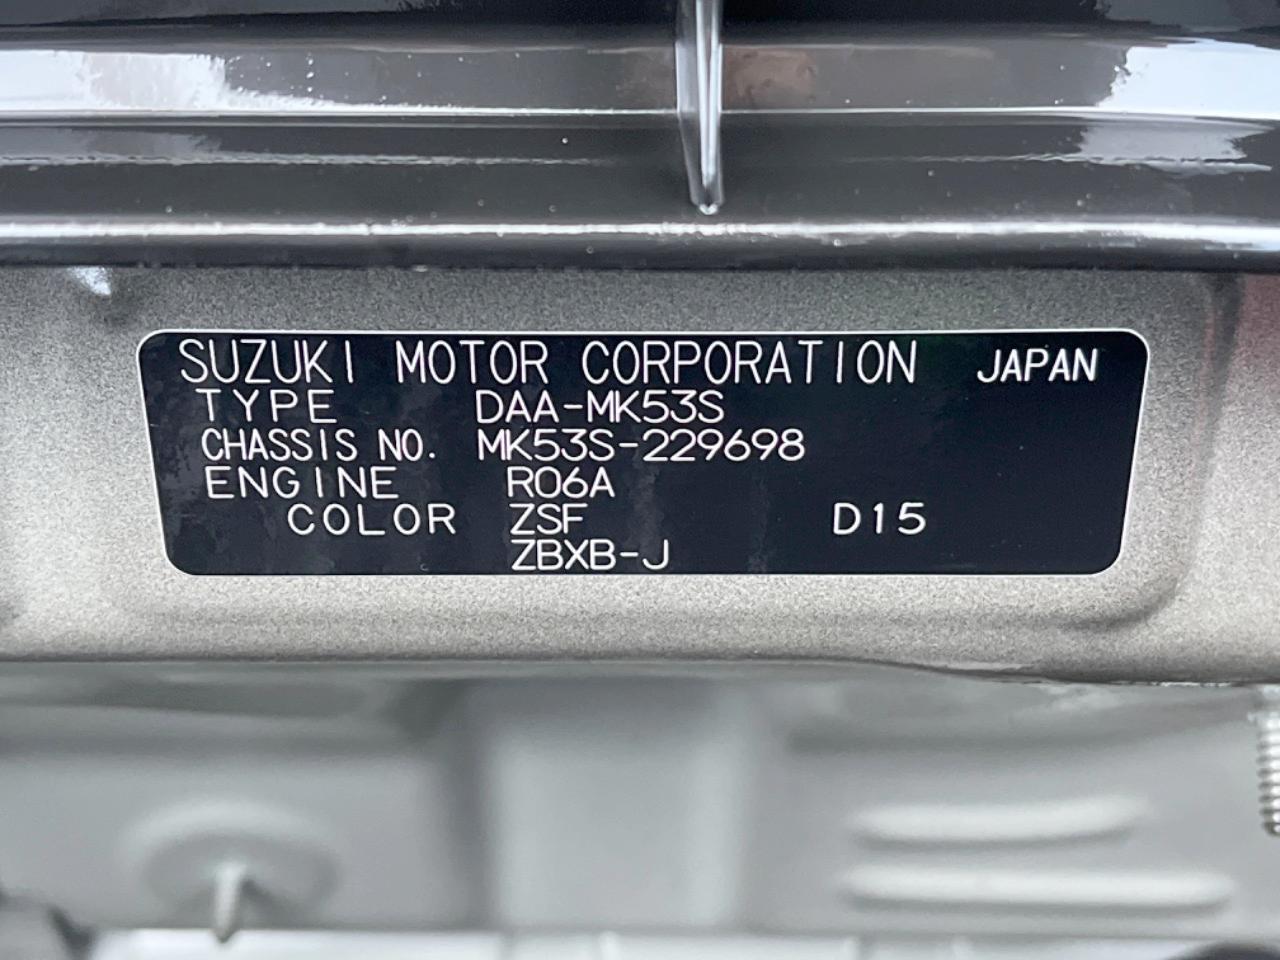 SUZUKI MOTOR CORPORATION JAPAN
TYPE DAA-MK53S
CHASSIS NO. MK53S-229698
ENGINE R06A
COLOR ZSF D15
ZBXB-J